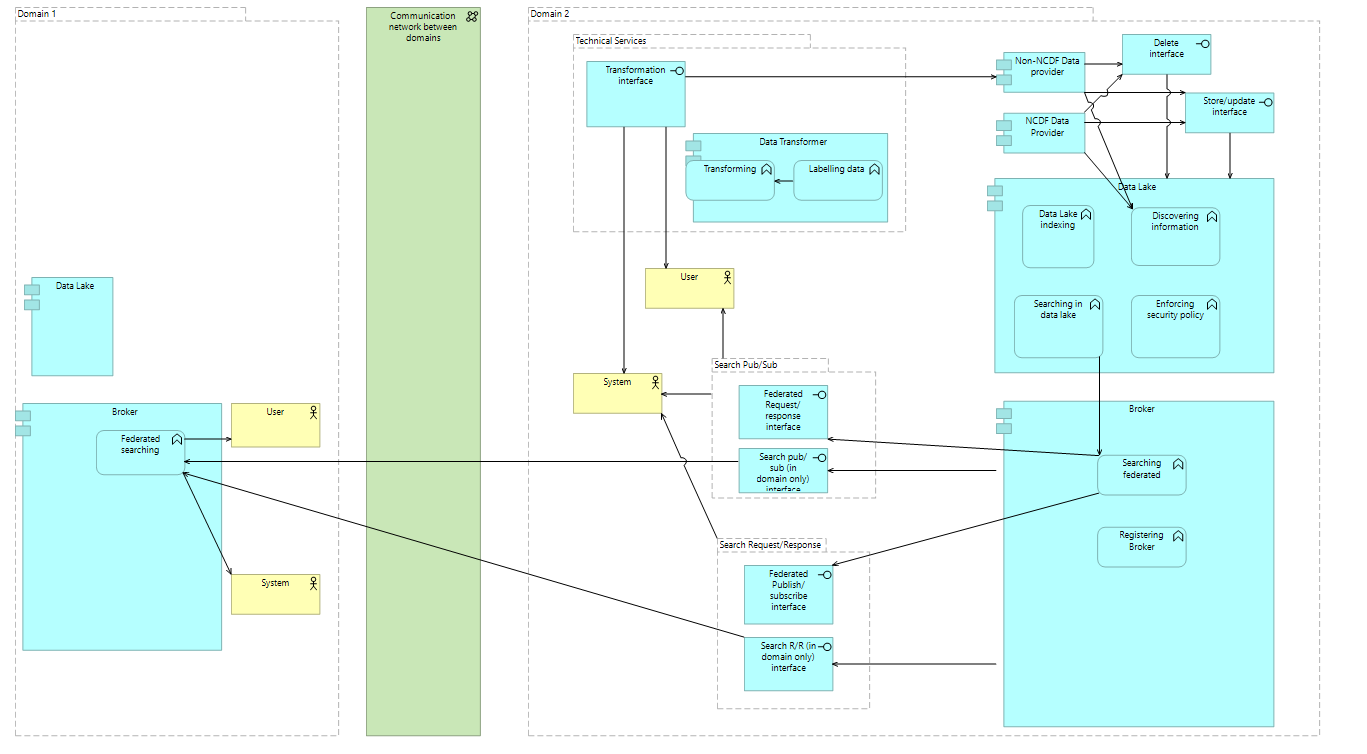 Domain 1
Communication
network between
domains
Domain 2
Technical Services
Transformation
interface
Non-NCDF Data
provider
Delete
interface
Store/update
interface
NCDF Data
Provider
Data Transformer
Transforming
Labelling data
Data Lake
Data Lake
indexing
Discovering
information
Searching in
data lake
Enforcing
security policy
User
Data Lake
System
Search Pub/Sub
Federated
Request/
response
interface
Search pub/
sub (in
domain only)
interface
Broker
Federated
searching
User
System
Broker
Searching
federated
Registering
Broker
Search Request/Response
Federated
Publish/
subscribe
interface
Search R/R (in
domain only)
interface